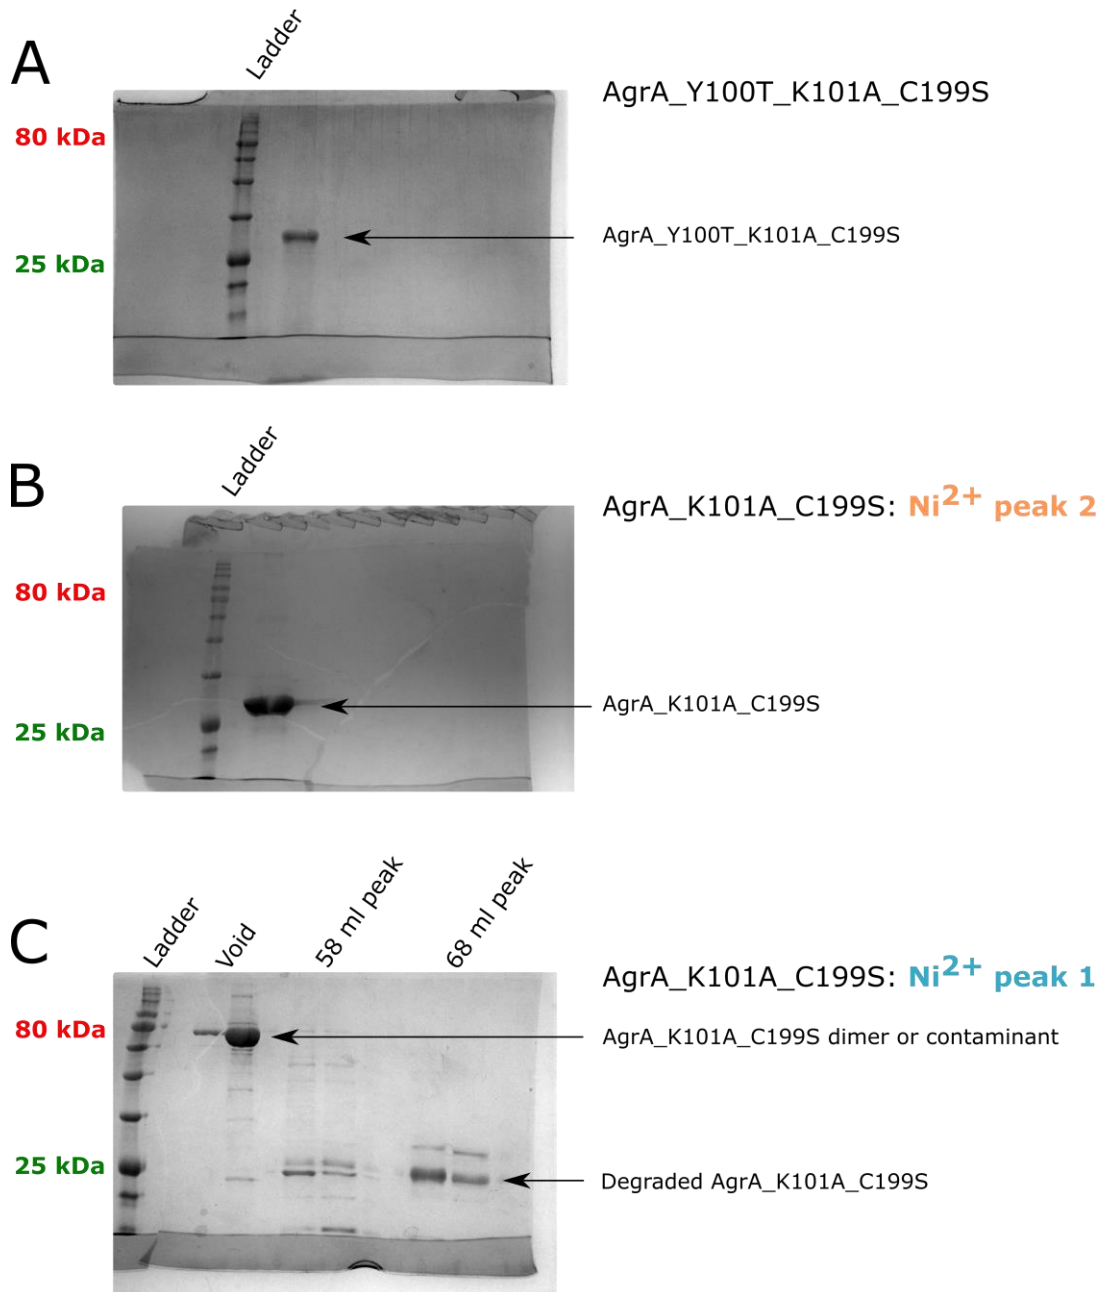 A
Ladder
AgrA_Y100T_K101A_C199S
80 kDa
AgrA_Y100T_K101A_C199S
25 kDa
B
Ladder
AgrA_K101A_C199S: Ni2+ peak 2
80 kDa
AgrA_K101A_C199S
25 kDa
C
Ladder
Void
58 ml peak
68 ml peak
AgrA_K101A_C199S: Ni2+ peak 1
80 kDa
AgrA_K101A_C199S dimer or contaminant
25 kDa
Degraded AgrA_K101A_C199S